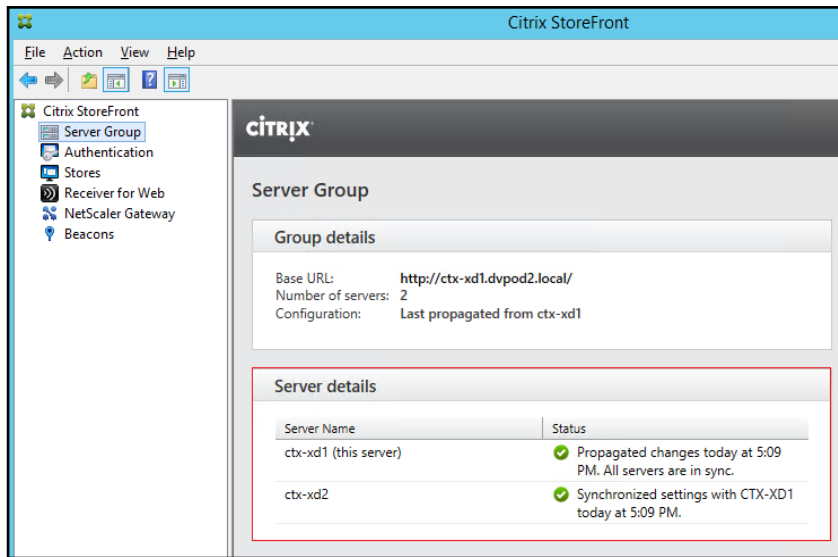 Citrix StoreFront
File Action View Help
Citrix StoreFront
Server Group
Authentication
Stores
Receiver for Web
NetScaler Gateway
Beacons
CITRIX
Server Group
Group details
Base URL: http://ctx-xd1.dvpod2.local/
Number of servers: 2
Configuration: Last propagated from ctx-xd1
Server details
Server Name Status
ctx-xd1 (this server) Propagated changes today at 5:09
PM. All servers are in sync.
ctx-xd2 Synchronized settings with CTX-XD1
today at 5:09 PM.